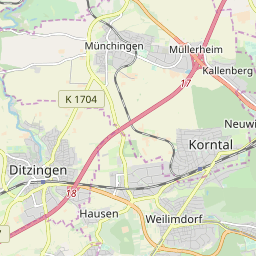 Münchingen
Müllerheim
Kallenberg
17
K 1704
Neuwi
Korntal
Ditzingen
18
Hausen
Weilimdorf